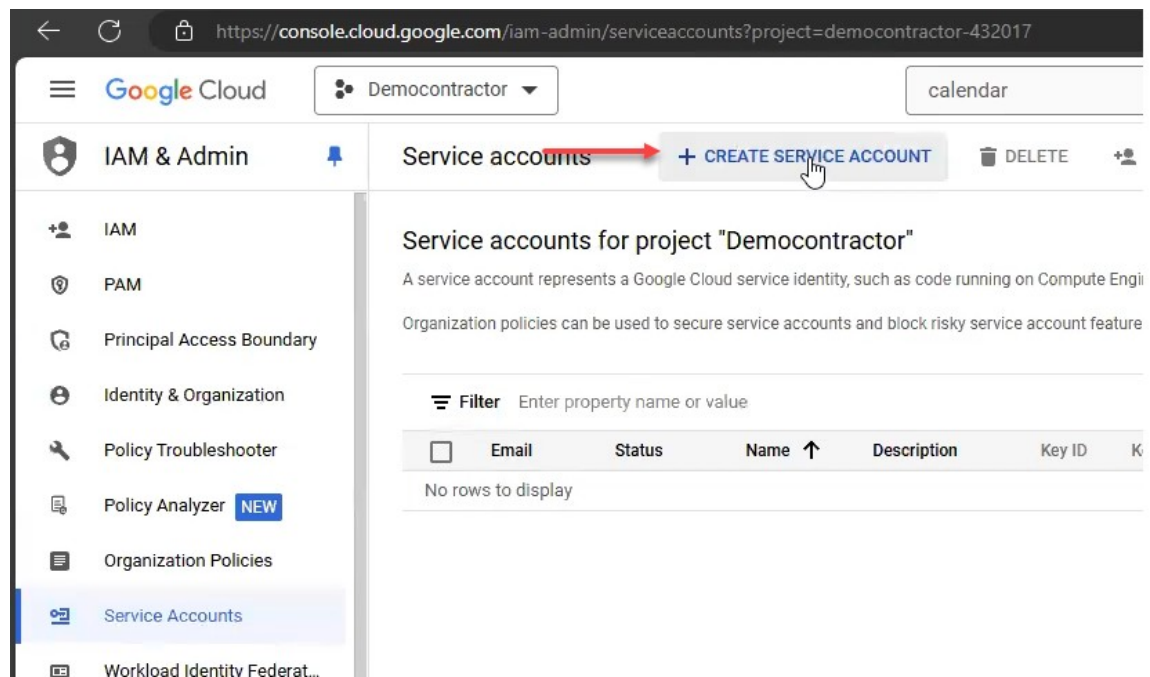 https://console.cloud.google.com/iam-admin/serviceaccounts?project=democontractor-432017
Google Cloud
Democontractor
calendar
IAM & Admin
Service accounts
+ CREATE SERVICE ACCOUNT
DELETE
IAM
PAM
Principal Access Boundary
Identity & Organization
Policy Troubleshooter
Policy Analyzer NEW
Organization Policies
Service Accounts
Workload Identity Federat...
Service accounts for project "Democontractor"
A service account represents a Google Cloud service identity, such as code running on Compute Engi
Organization policies can be used to secure service accounts and block risky service account feature
Filter Enter property name or value
Email Status Name Description Key ID K
No rows to display